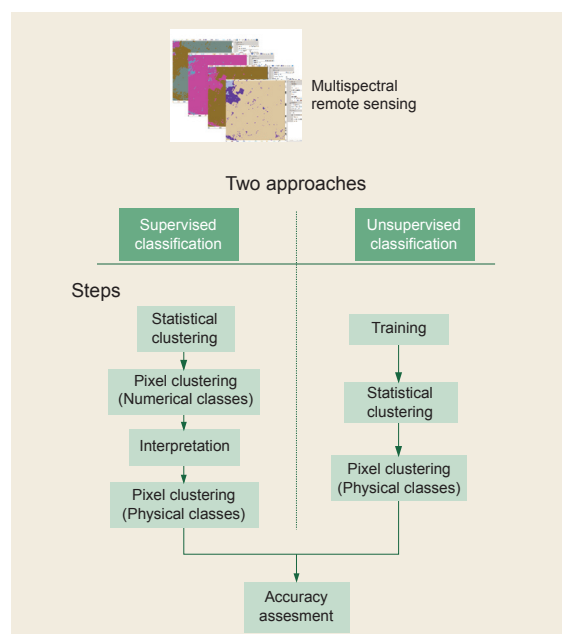 Multispectral
remote sensing
Two approaches
Supervised
classification
Unsupervised
classification
Steps
Statistical
clustering
Pixel clustering
(Numerical classes)
Interpretation
Pixel clustering
(Physical classes)
Training
Statistical
clustering
Pixel clustering
(Physical classes)
Accuracy
assesment